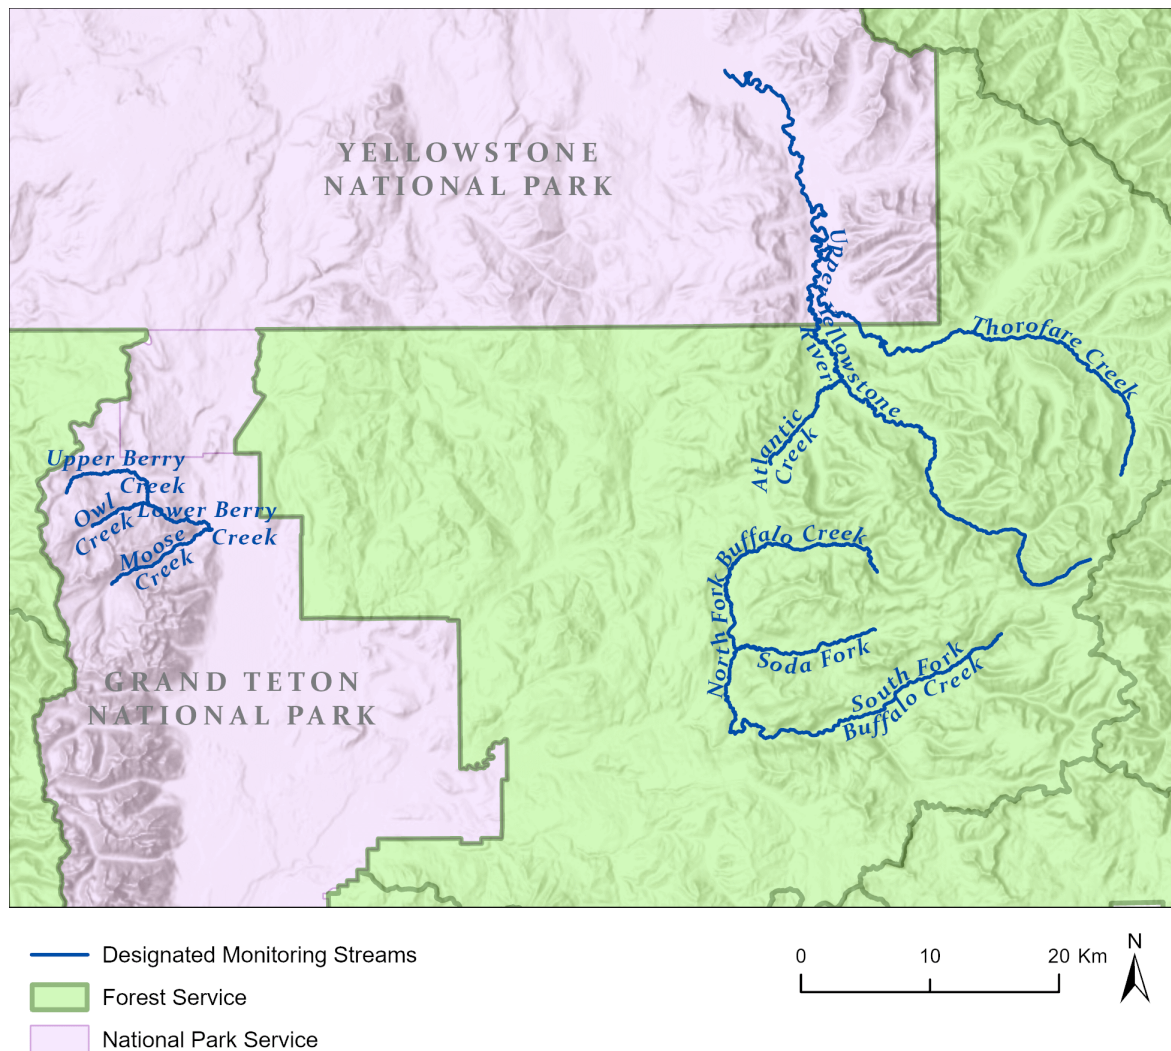 YELLOWSTONE
NATIONAL PARK
Upper Yellowstone
River
Thorofare Creek
Atlantic
Creek
Upper Berry
Creek
Owl
Creek
Lower Berry
Creek
Moose
Creek
North Fork Buffalo Creek
Soda Fork
South Fork
Buffalo Creek
GRAND TETON
NATIONAL PARK
Designated Monitoring Streams
Forest Service
National Park Service
0 10 20 Km
N